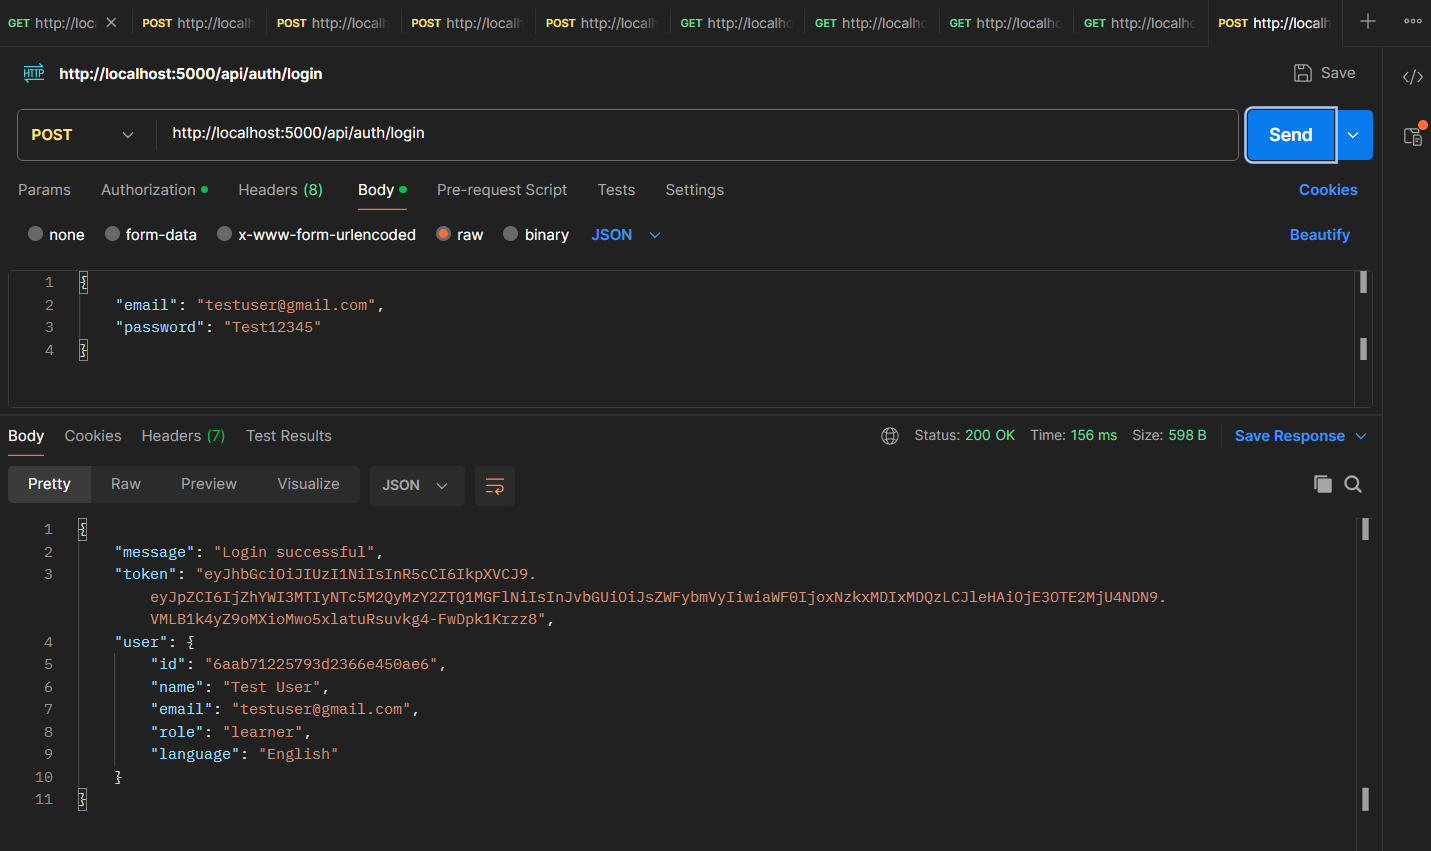 GET http://loc
POST http://localh
POST http://localh
POST http://localh
POST http://localh
GET http://localho
GET http://localho
GET http://localho
GET http://localho
POST http://localh
HTTP http://localhost:5000/api/auth/login
Save
POST http://localhost:5000/api/auth/login
Send
Params Authorization Headers (8) Body Pre-request Script Tests Settings Cookies
none form-data x-www-form-urlencoded raw binary JSON Beautify
1 {
2 "email": "testuser@gmail.com",
3 "password": "Test12345"
4 }
Body Cookies Headers (7) Test Results Status: 200 OK Time: 156 ms Size: 598 B Save Response
Pretty Raw Preview Visualize JSON
1 {
2 "message": "Login successful",
3 "token": "eyJhbGciOiJIUzI1NiIsInR5cCI6IkpXVCJ9.
eyJpZCI6IjZhYWI3MTIyNTc5M2QyMzY2ZTQ1MGFlNiIsInJvbGUiOiJsZWFybmVyIiwiaWF0IjoxNzkxMDIxMDQzLCJleHAiOjE3OTE2MjU4NDN9.
VMLB1k4yZ9oMXioMwo5xlatuRsuvkg4-FwDpk1Krzz8",
4 "user": {
5 "id": "6aab71225793d2366e450ae6",
6 "name": "Test User",
7 "email": "testuser@gmail.com",
8 "role": "learner",
9 "language": "English"
10 }
11 }